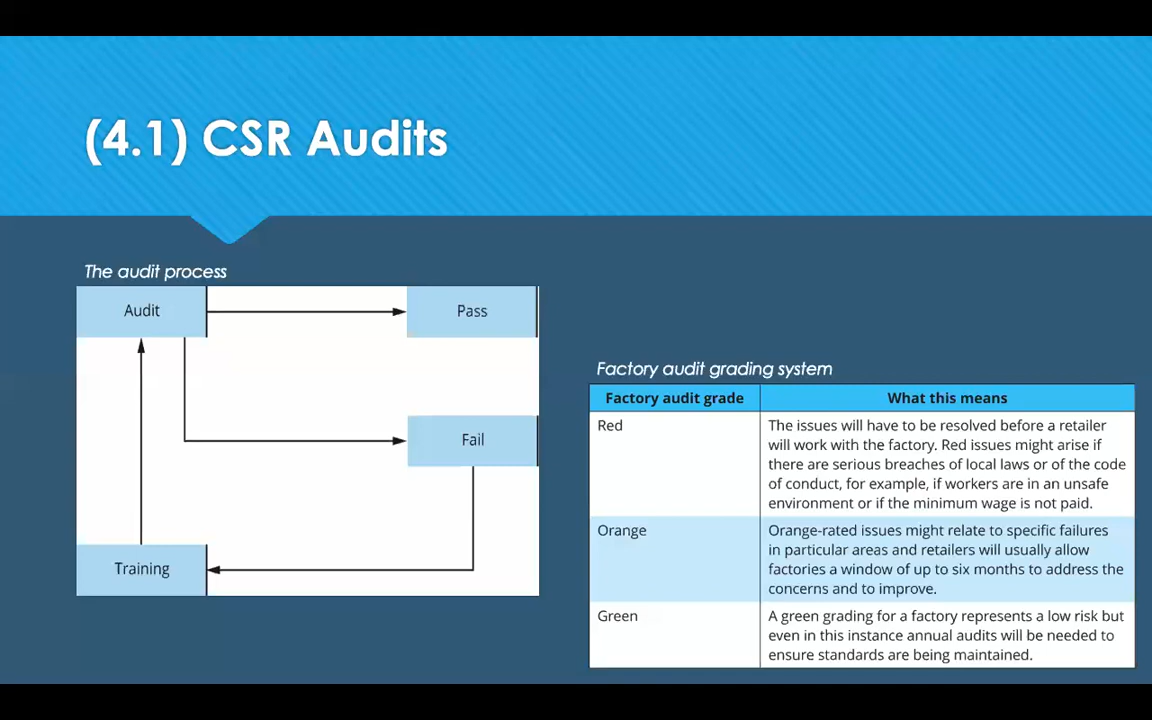 (4.1) CSR Audits
The audit process
Audit
Pass
Fail
Training
Factory audit grading system
Factory audit grade
What this means
Red
The issues will have to be resolved before a retailer
will work with the factory. Red issues might arise if
there are serious breaches of local laws or of the code
of conduct, for example, if workers are in an unsafe
environment or if the minimum wage is not paid.
Orange
Orange-rated issues might relate to specific failures
in particular areas and retailers will usually allow
factories a window of up to six months to address the
concerns and to improve.
Green
A green grading for a factory represents a low risk but
even in this instance annual audits will be needed to
ensure standards are being maintained.